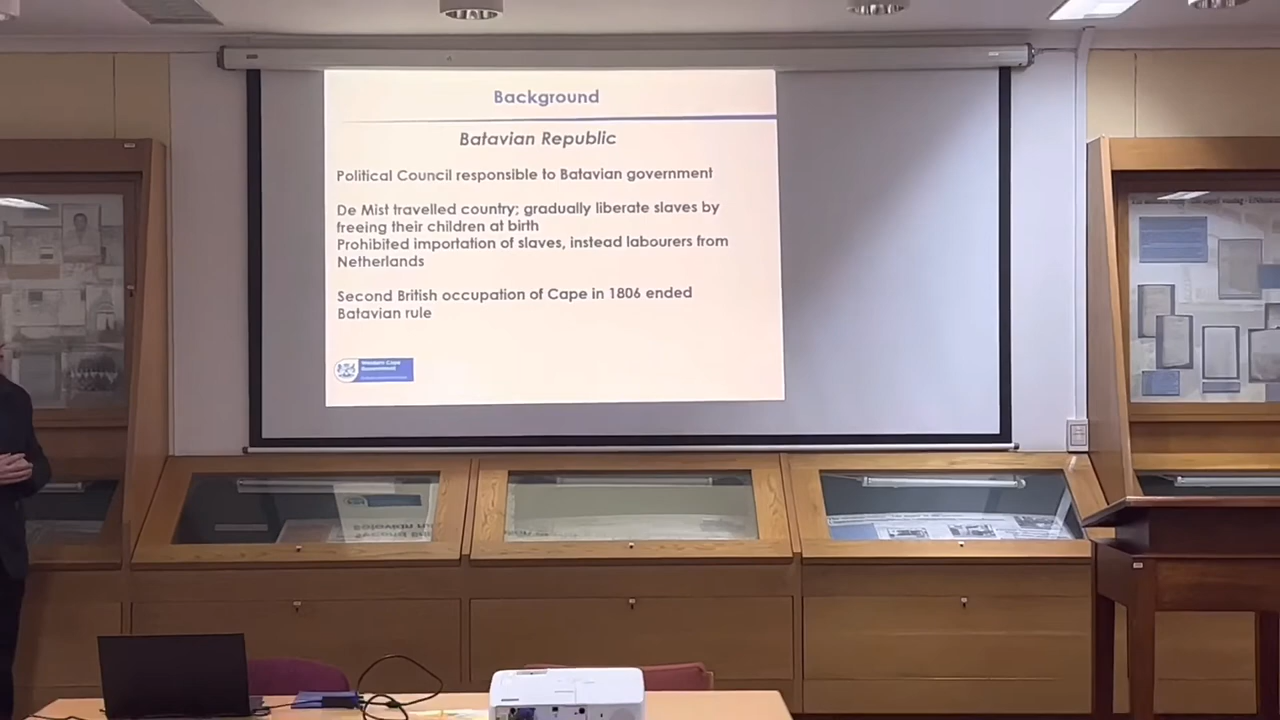 Background
Batavian Republic
Political Council responsible to Batavian government
De Mist travelled country; gradually liberate slaves by
freeing their children at birth
Prohibited importation of slaves, instead labourers from
Netherlands
Second British occupation of Cape in 1806 ended
Batavian rule
Western Cape
Government